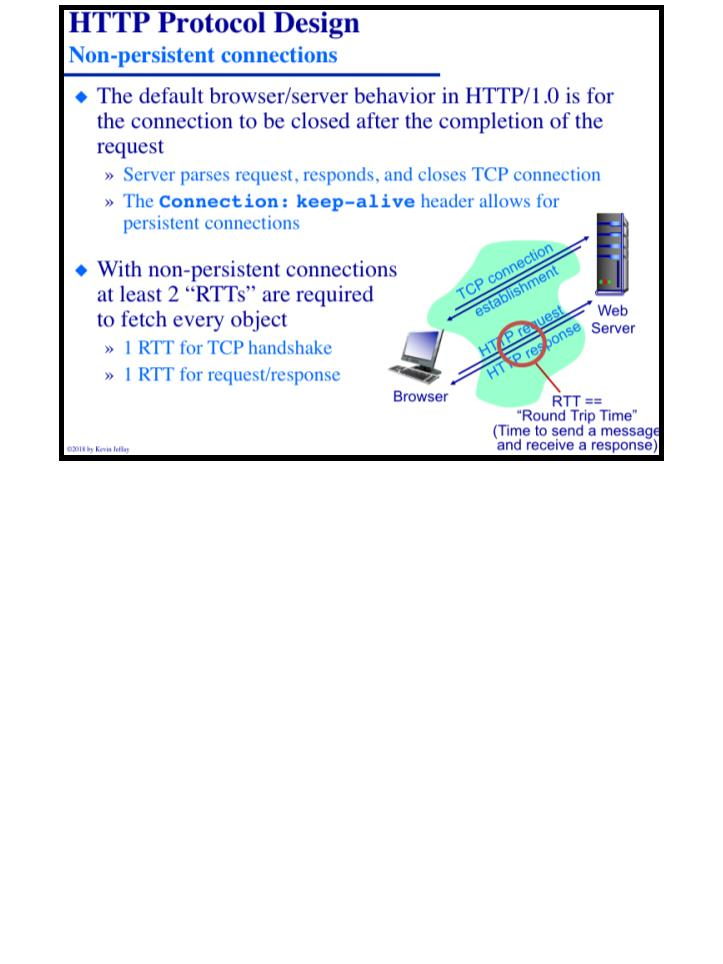 HTTP Protocol Design
Non-persistent connections
◆ The default browser/server behavior in HTTP/1.0 is for
the connection to be closed after the completion of the
request
» Server parses request, responds, and closes TCP connection
» The Connection: keep-alive header allows for
persistent connections
◆ With non-persistent connections
at least 2 “RTTs” are required
to fetch every object
» 1 RTT for TCP handshake
» 1 RTT for request/response
TCP connection
establishment
HTTP request
HTTP response
Web
Server
Browser
RTT ==
“Round Trip Time”
(Time to send a message
and receive a response)
©2018 by Kevin Jeffay